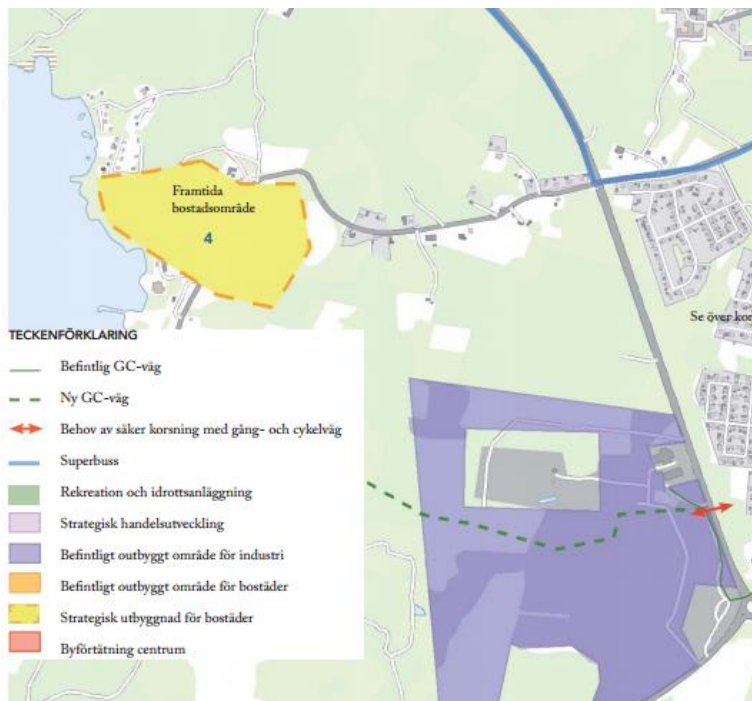 Framtida
bostadsområde
4
Se över kor
TECKENFÖRKLARING
Befintlig GC-väg
Ny GC-väg
Behov av säker korsning med gång- och cykelväg
Superbuss
Rekreation och idrottsanläggning
Strategisk handelsutveckling
Befintligt outbyggt område för industri
Befintligt outbyggt område för bostäder
Strategisk utbyggnad för bostäder
Byförtätning centrum